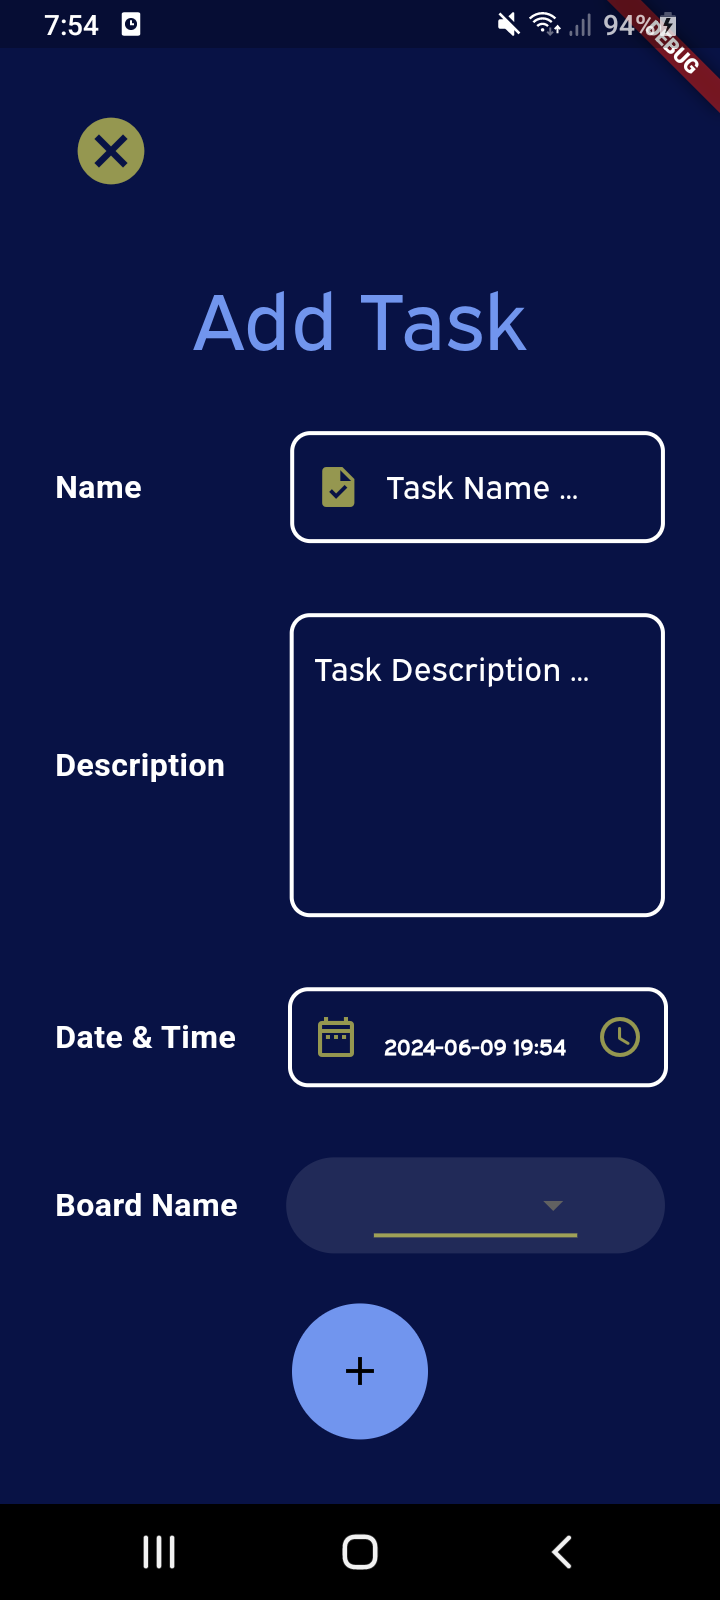 7:54 94%
DEBUG
Add Task
Name
Task Name ...
Task Description ...
Description
Date & Time
2024-06-09 19:54
Board Name